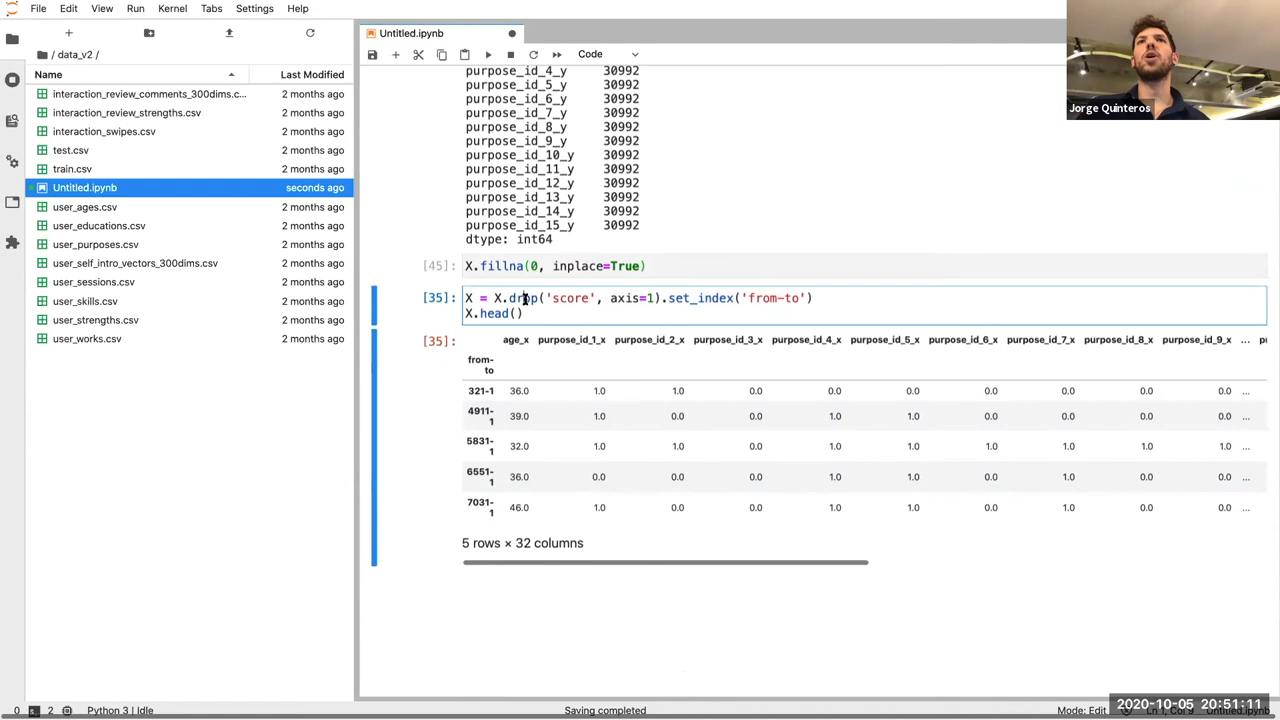 File Edit View Run Kernel Tabs Settings Help
/ data_v2 /
Name Last Modified
interaction_review_comments_300dims.c... 2 months ago
interaction_review_strengths.csv 2 months ago
interaction_swipes.csv 2 months ago
test.csv 2 months ago
train.csv 2 months ago
Untitled.ipynb seconds ago
user_ages.csv 2 months ago
user_educations.csv 2 months ago
user_purposes.csv 2 months ago
user_self_intro_vectors_300dims.csv 2 months ago
user_sessions.csv 2 months ago
user_skills.csv 2 months ago
user_strengths.csv 2 months ago
user_works.csv 2 months ago
Untitled.ipynb
Code
purpose_id_4_y 30992
purpose_id_5_y 30992
purpose_id_6_y 30992
purpose_id_7_y 30992
purpose_id_8_y 30992
purpose_id_9_y 30992
purpose_id_10_y 30992
purpose_id_11_y 30992
purpose_id_12_y 30992
purpose_id_13_y 30992
purpose_id_14_y 30992
purpose_id_15_y 30992
dtype: int64
[45]: X.fillna(0, inplace=True)
[35]: X = X.drop('score', axis=1).set_index('from-to')
X.head()
[35]: age_x purpose_id_1_x purpose_id_2_x purpose_id_3_x purpose_id_4_x purpose_id_5_x purpose_id_6_x purpose_id_7_x purpose_id_8_x purpose_id_9_x ...
from-
to
321-1 36.0 1.0 1.0 0.0 0.0 0.0 0.0 0.0 0.0 0.0 ...
4911-
1 39.0 1.0 0.0 0.0 1.0 1.0 0.0 0.0 0.0 0.0 ...
5831-
1 32.0 1.0 1.0 0.0 1.0 1.0 1.0 1.0 1.0 1.0 ...
6551-
1 36.0 0.0 0.0 0.0 1.0 1.0 0.0 1.0 0.0 0.0 ...
7031-
1 46.0 1.0 0.0 0.0 1.0 1.0 0.0 1.0 0.0 0.0 ...
5 rows × 32 columns
Jorge Quinteros
0 2 Python 3 | Idle Saving completed Mode: Edit
2020-10-05 20:51:11